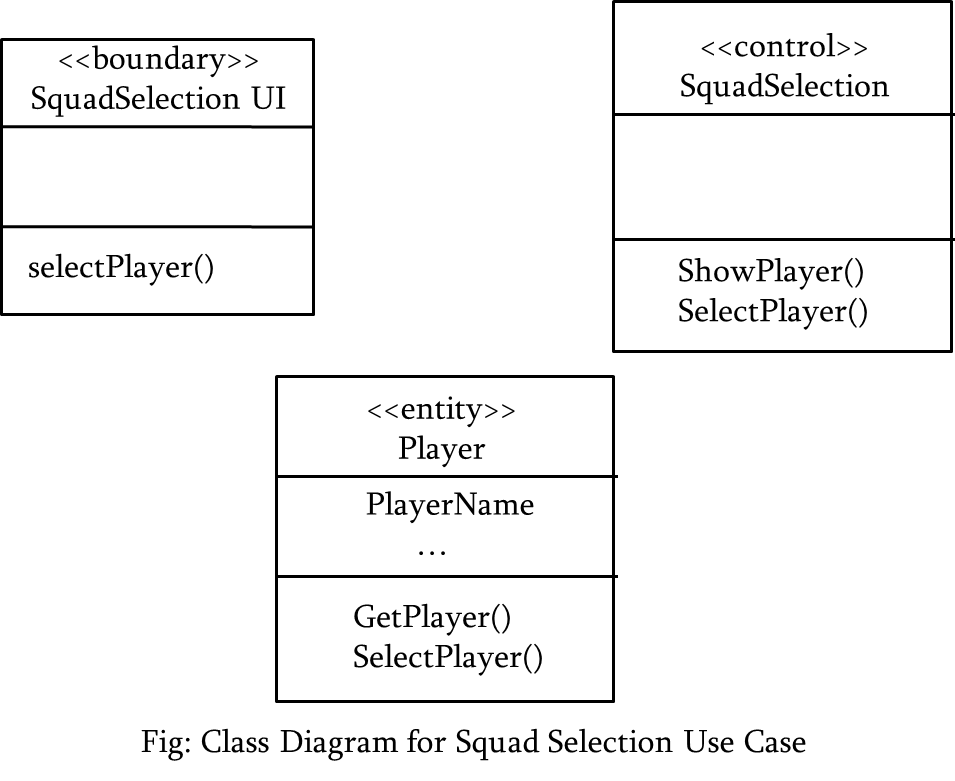 <<boundary>>
SquadSelection UI
selectPlayer()
<<control>>
SquadSelection
ShowPlayer()
SelectPlayer()
<<entity>>
Player
PlayerName
...
GetPlayer()
SelectPlayer()
Fig: Class Diagram for Squad Selection Use Case